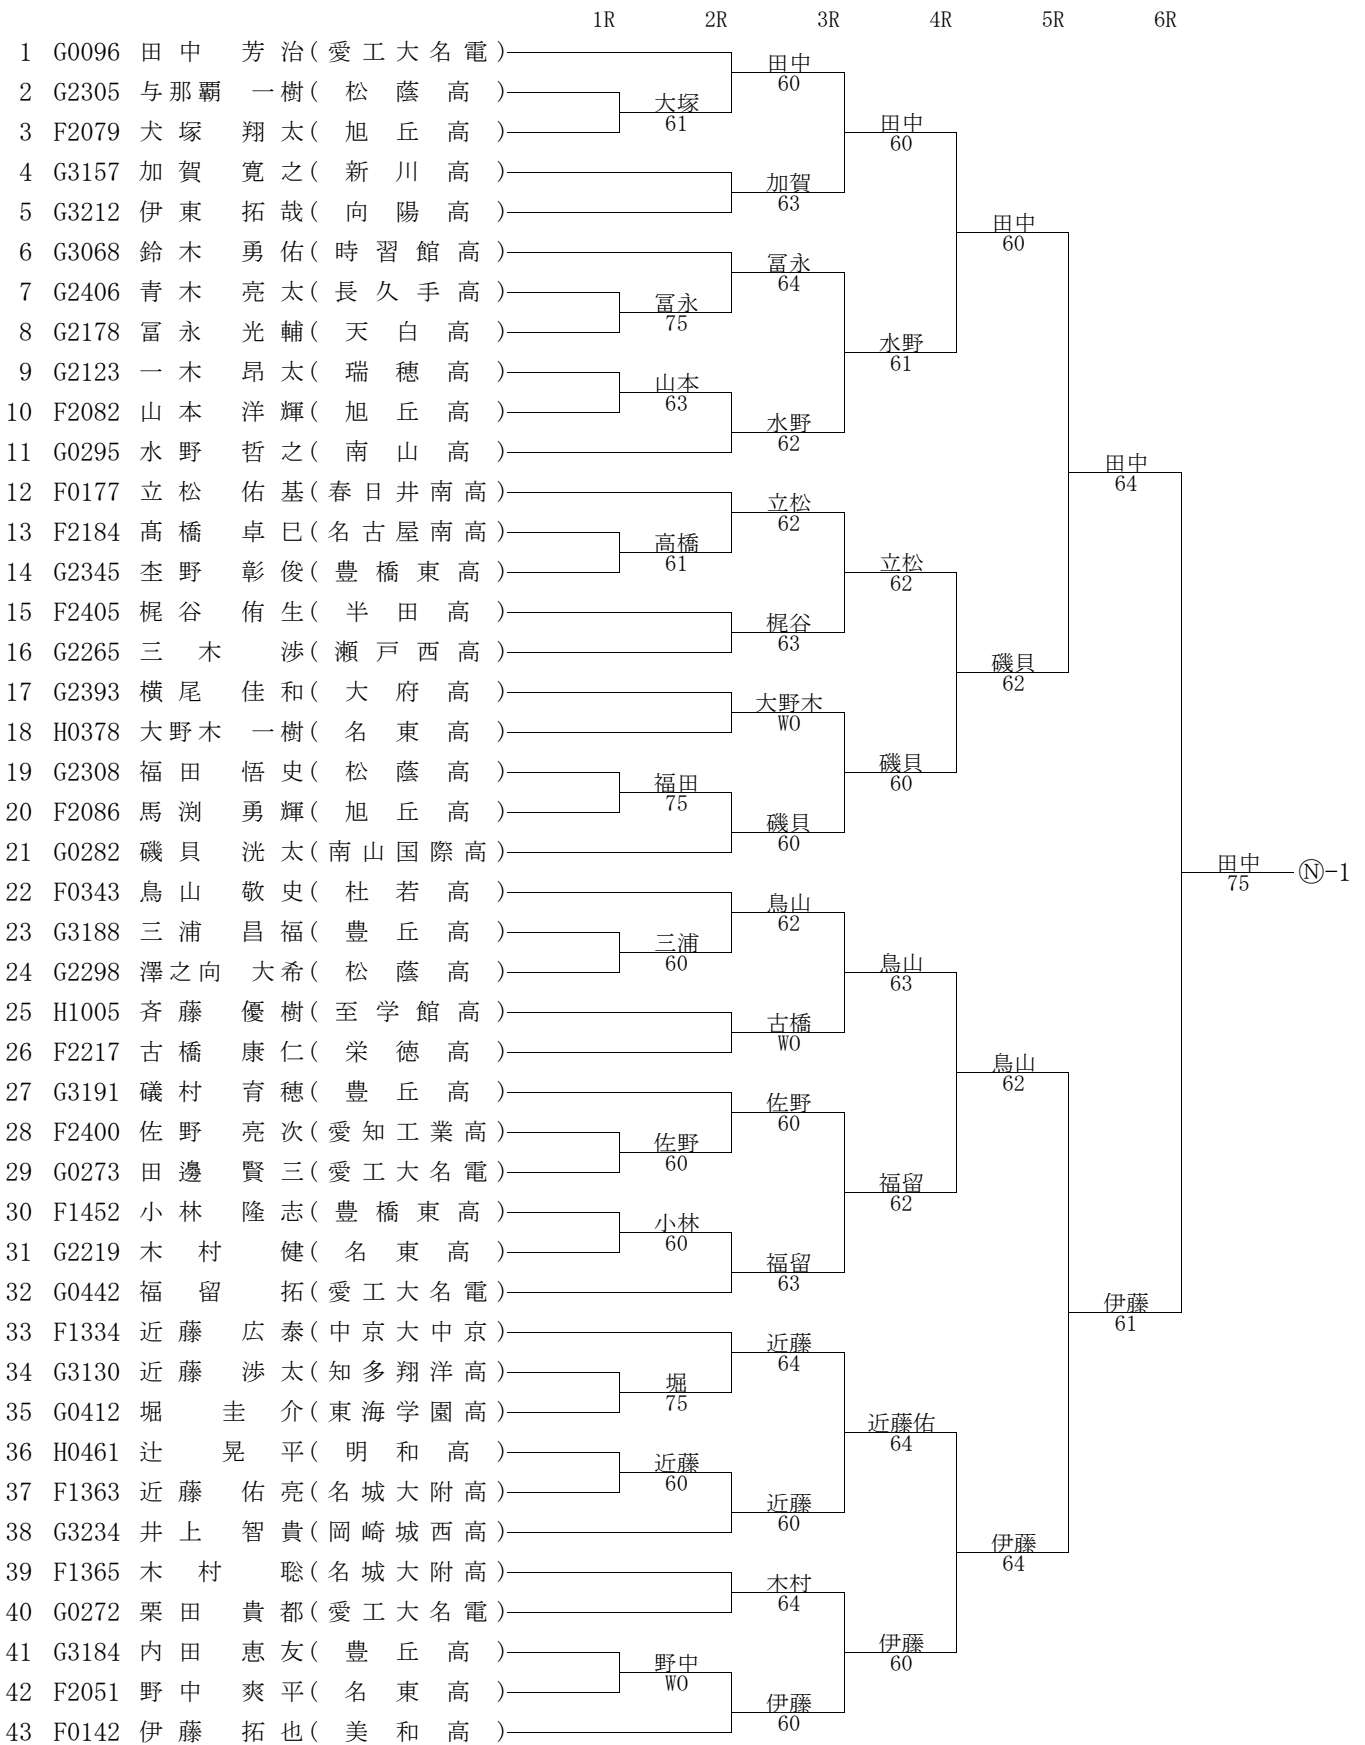 1R 2R 3R 4R 5R 6R
1 G0096 田中 芳治(愛工大名電)
2 G2305 与那覇 一樹(松蔭高)
3 F2079 犬塚 翔太(旭丘高)
4 G3157 加賀 寛之(新川高)
5 G3212 伊東 拓哉(向陽高)
6 G3068 鈴木 勇佑(時習館高)
7 G2406 青木 亮太(長久手高)
8 G2178 冨永 光輔(天白高)
9 G2123 一木 昂太(瑞穂高)
10 F2082 山本 洋輝(旭丘高)
11 G0295 水野 哲之(南山高)
12 F0177 立松 佑基(春日井南高)
13 F2184 髙橋 卓巳(名古屋南高)
14 G2345 杢野 彰俊(豊橋東高)
15 F2405 梶谷 侑生(半田高)
16 G2265 三木 渉(瀬戸西高)
17 G2393 横尾 佳和(大府高)
18 H0378 大野木 一樹(名東高)
19 G2308 福田 悟史(松蔭高)
20 F2086 馬渕 勇輝(旭丘高)
21 G0282 磯貝 洸太(南山国際高)
22 F0343 鳥山 敬史(杜若高)
23 G3188 三浦 昌福(豊丘高)
24 G2298 澤之向 大希(松蔭高)
25 H1005 斉藤 優樹(至学館高)
26 F2217 古橋 康仁(栄徳高)
27 G3191 礒村 育穂(豊丘高)
28 F2400 佐野 亮次(愛知工業高)
29 G0273 田邊 賢三(愛工大名電)
30 F1452 小林 隆志(豊橋東高)
31 G2219 木村 健(名東高)
32 G0442 福留 拓(愛工大名電)
33 F1334 近藤 広泰(中京大中京)
34 G3130 近藤 渉太(知多翔洋高)
35 G0412 堀 圭介(東海学園高)
36 H0461 辻 晃平(明和高)
37 F1363 近藤 佑亮(名城大附高)
38 G3234 井上 智貴(岡崎城西高)
39 F1365 木村 聡(名城大附高)
40 G0272 栗田 貴都(愛工大名電)
41 G3184 内田 恵友(豊丘高)
42 F2051 野中 爽平(名東高)
43 F0142 伊藤 拓也(美和高)
大塚
61
冨永
75
山本
63
高橋
61
福田
75
三浦
60
佐野
60
小林
60
堀
75
近藤
60
野中
WO
田中
60
加賀
63
冨永
64
水野
62
立松
62
梶谷
63
大野木
WO
磯貝
60
鳥山
62
古橋
WO
佐野
60
福留
63
近藤
64
近藤
60
木村
64
伊藤
60
田中
60
水野
61
立松
62
磯貝
60
鳥山
63
福留
62
近藤佑
64
伊藤
60
田中
60
磯貝
62
鳥山
62
伊藤
64
田中
64
伊藤
61
田中
75
Ⓝ-1